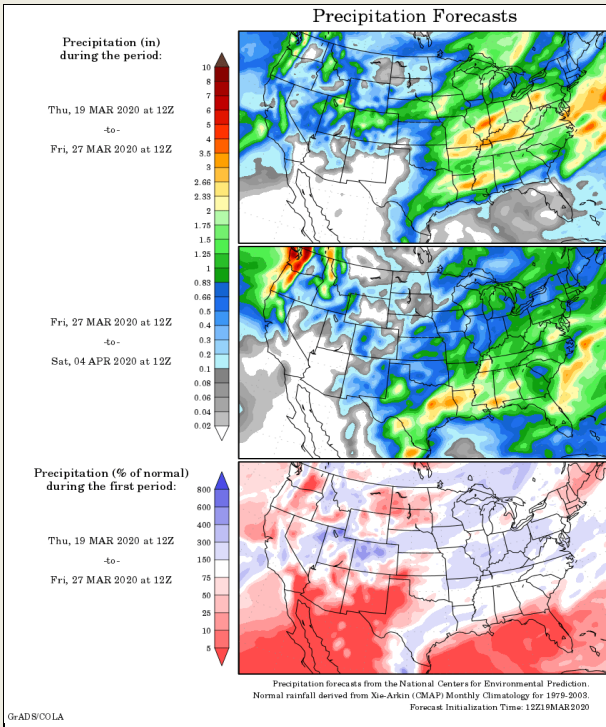 Precipitation Forecasts
Precipitation (in)
during the period:
Thu, 19 MAR 2020 at 12Z
-to-
Fri, 27 MAR 2020 at 12Z
Fri, 27 MAR 2020 at 12Z
-to-
Sat, 04 APR 2020 at 12Z
10
8
7
6
5
4
3.5
3
2.66
2.33
2
1.75
1.5
1.25
1
0.83
0.66
0.5
0.4
0.3
0.2
0.1
0.08
0.06
0.04
0.02
Precipitation (% of normal)
during the first period:
Thu, 19 MAR 2020 at 12Z
-to-
Fri, 27 MAR 2020 at 12Z
800
600
400
300
150
75
50
25
10
5
Precipitation forecasts from the National Centers for Environmental Prediction.
Normal rainfall derived from Xie-Arkin (CMAP) Monthly Climatology for 1979-2003.
Forecast Initialization Time: 12Z19MAR2020
GrADS/COLA